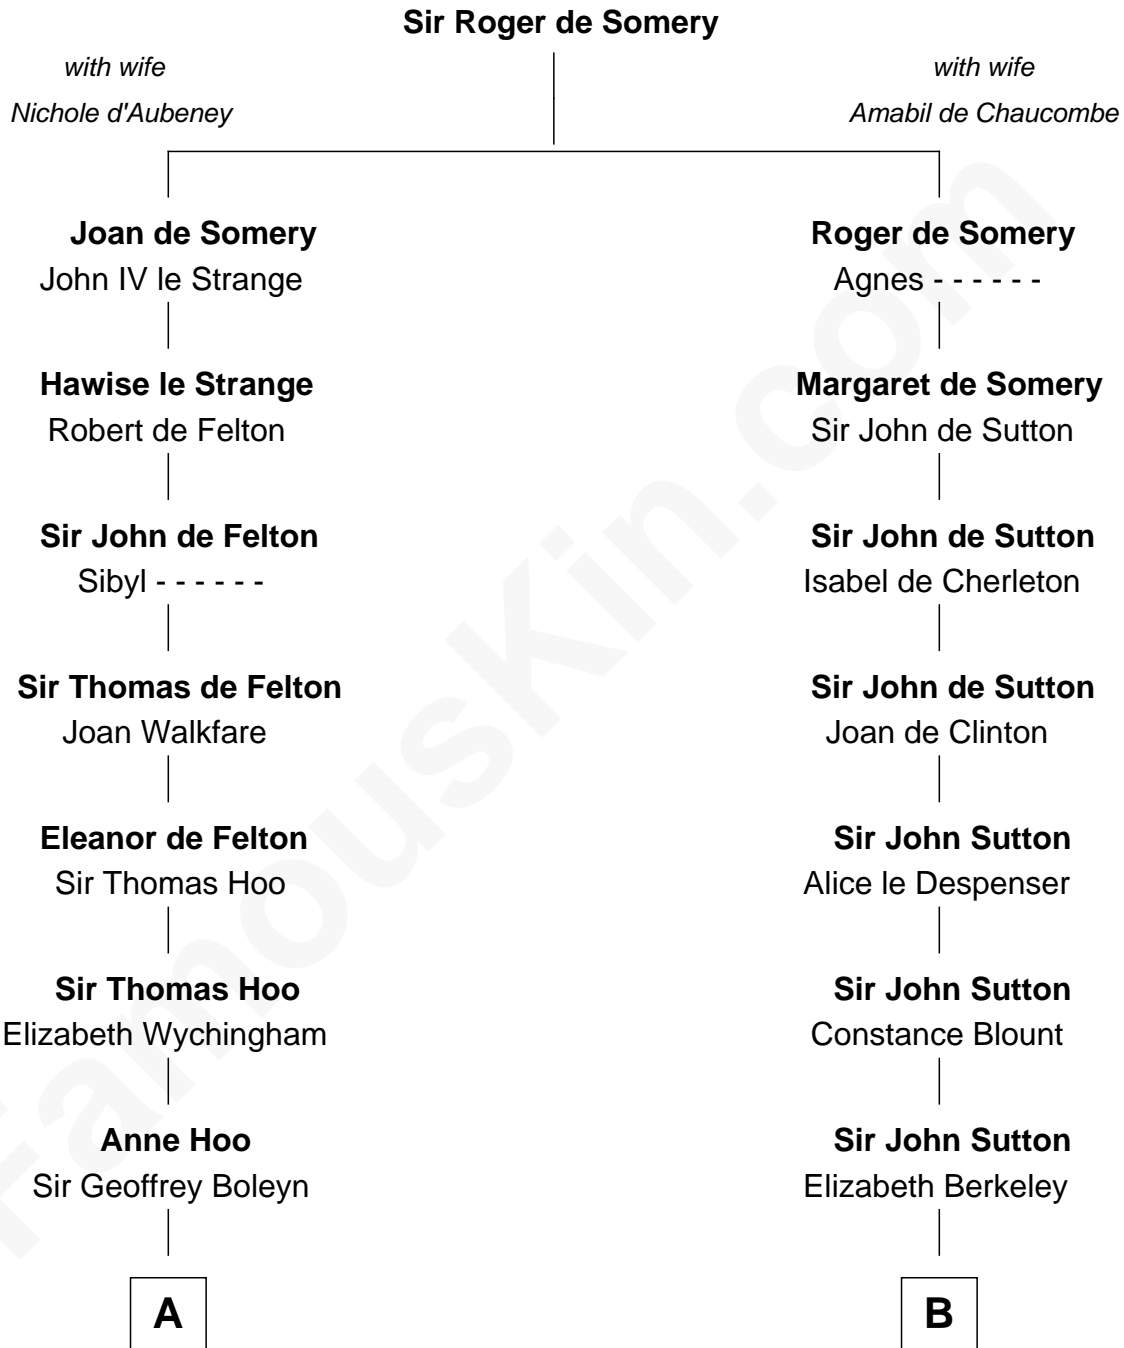 Sir Roger de Somery
with wife
Nichole d'Aubeney
with wife
Amabil de Chaucombe
Joan de Somery
John IV le Strange
Roger de Somery
Agnes - - - - - -
Hawise le Strange
Robert de Felton
Margaret de Somery
Sir John de Sutton
Sir John de Felton
Sibyl - - - - - -
Sir John de Sutton
Isabel de Cherleton
Sir Thomas de Felton
Joan Walkfare
Sir John de Sutton
Joan de Clinton
Eleanor de Felton
Sir Thomas Hoo
Sir John Sutton
Alice le Despenser
Sir Thomas Hoo
Elizabeth Wychingham
Sir John Sutton
Constance Blount
Anne Hoo
Sir Geoffrey Boleyn
Sir John Sutton
Elizabeth Berkeley
A
B
FamousKin.com